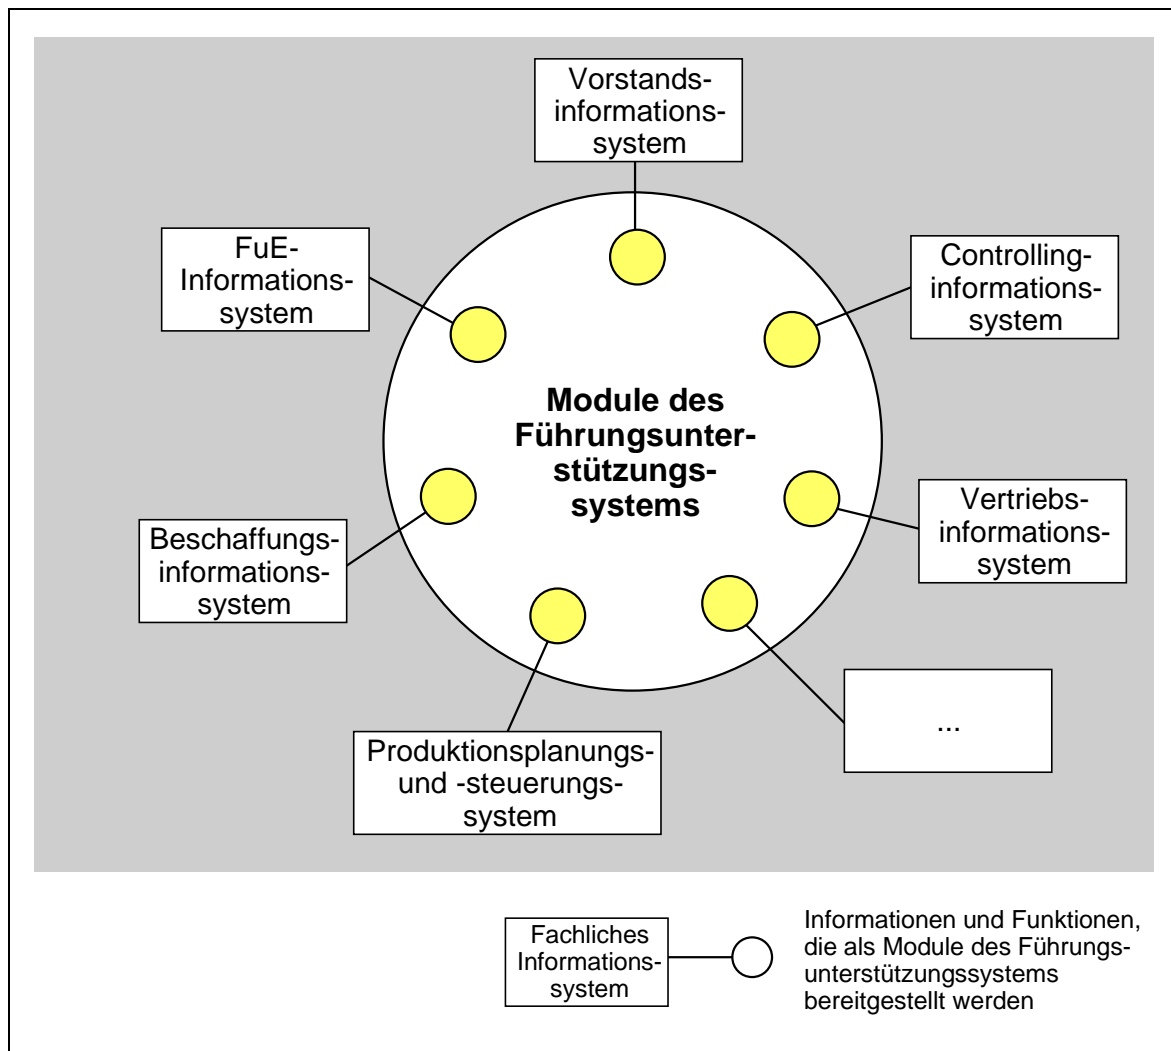 Vorstands-
informations-
system
FuE-
Informations-
system
Controlling-
informations-
system
Module des
Führungsunter-
stützungs-
systems
Beschaffungs-
informations-
system
Vertriebs-
informations-
system
Produktionsplanungs-
und -steuerungs-
system
...
Fachliches
Informations-
system
Informationen und Funktionen,
die als Module des Führungs-
unterstützungssystems
bereitgestellt werden